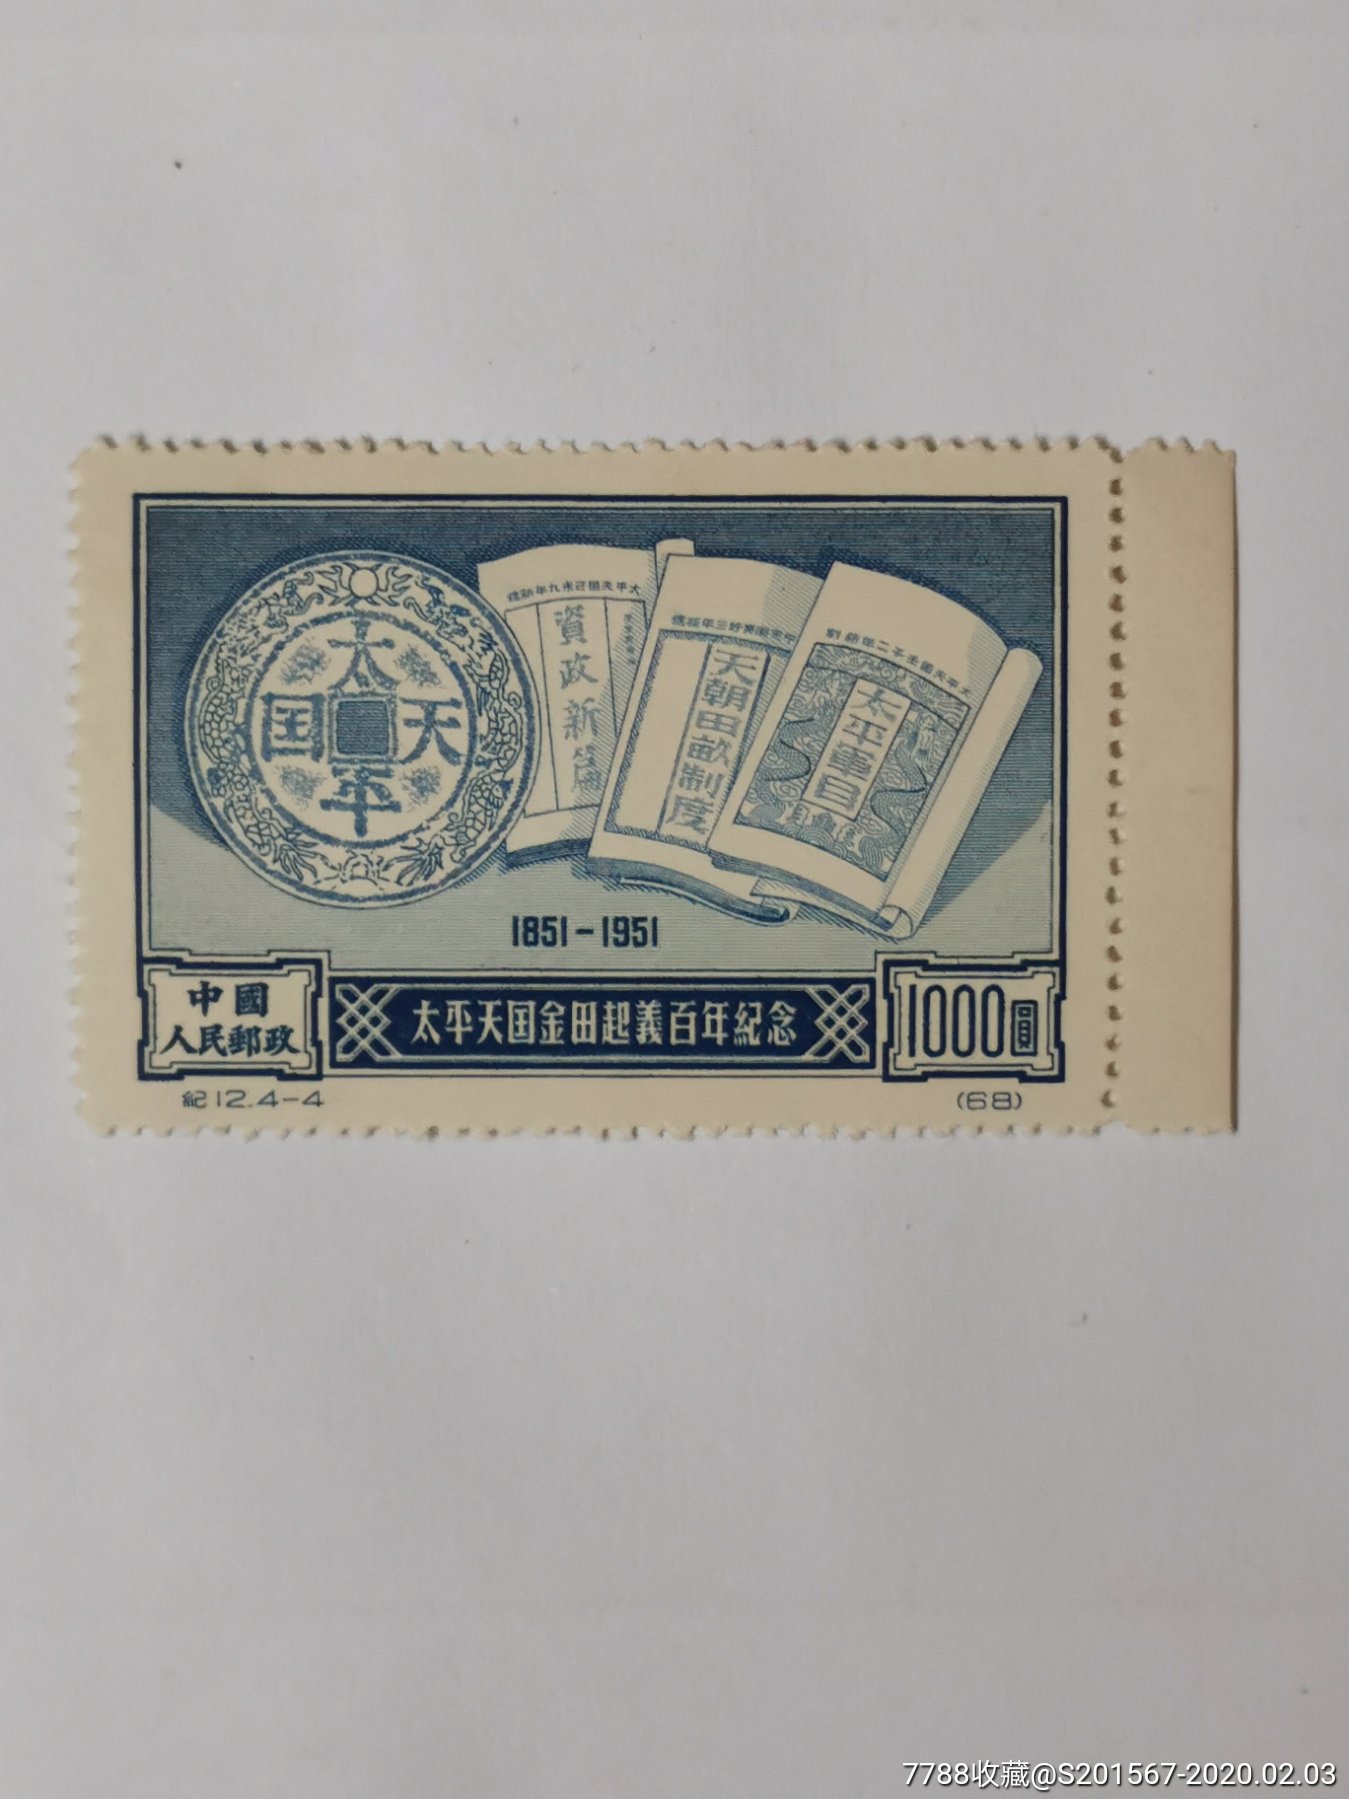 太平天国
資政新篇
天朝田畝制度
太平軍目
1851-1951
中國
人民郵政
太平天国金田起義百年紀念
1000圓
紀12.4-4
(68)
7788收藏@S201567-2020.02.03